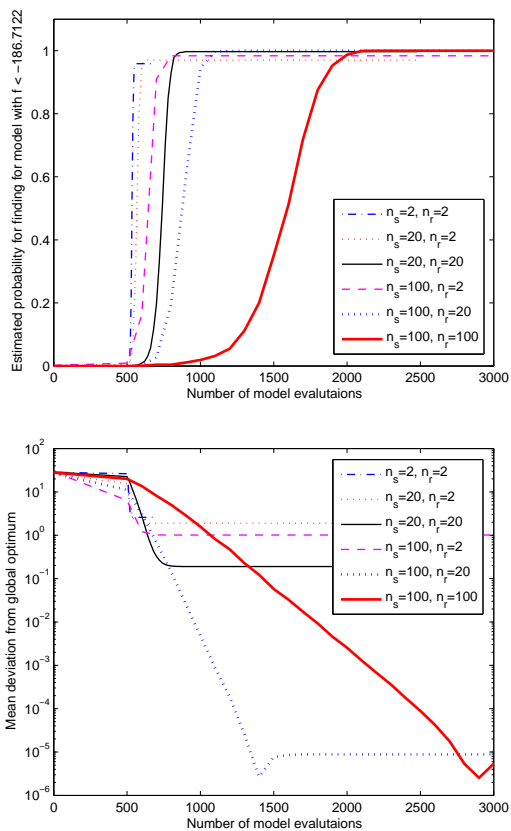 Estimated probability for finding for model with f < −186.7122
1
0.8
0.6
0.4
0.2
0
n_s=2, n_r=2
n_s=20, n_r=2
n_s=20, n_r=20
n_s=100, n_r=2
n_s=100, n_r=20
n_s=100, n_r=100
0 500 1000 1500 2000 2500 3000
Number of model evalutaions
Mean deviation from global optimum
10^2
10^1
10^0
10^−1
10^−2
10^−3
10^−4
10^−5
10^−6
n_s=2, n_r=2
n_s=20, n_r=2
n_s=20, n_r=20
n_s=100, n_r=2
n_s=100, n_r=20
n_s=100, n_r=100
0 500 1000 1500 2000 2500 3000
Number of model evalutaions